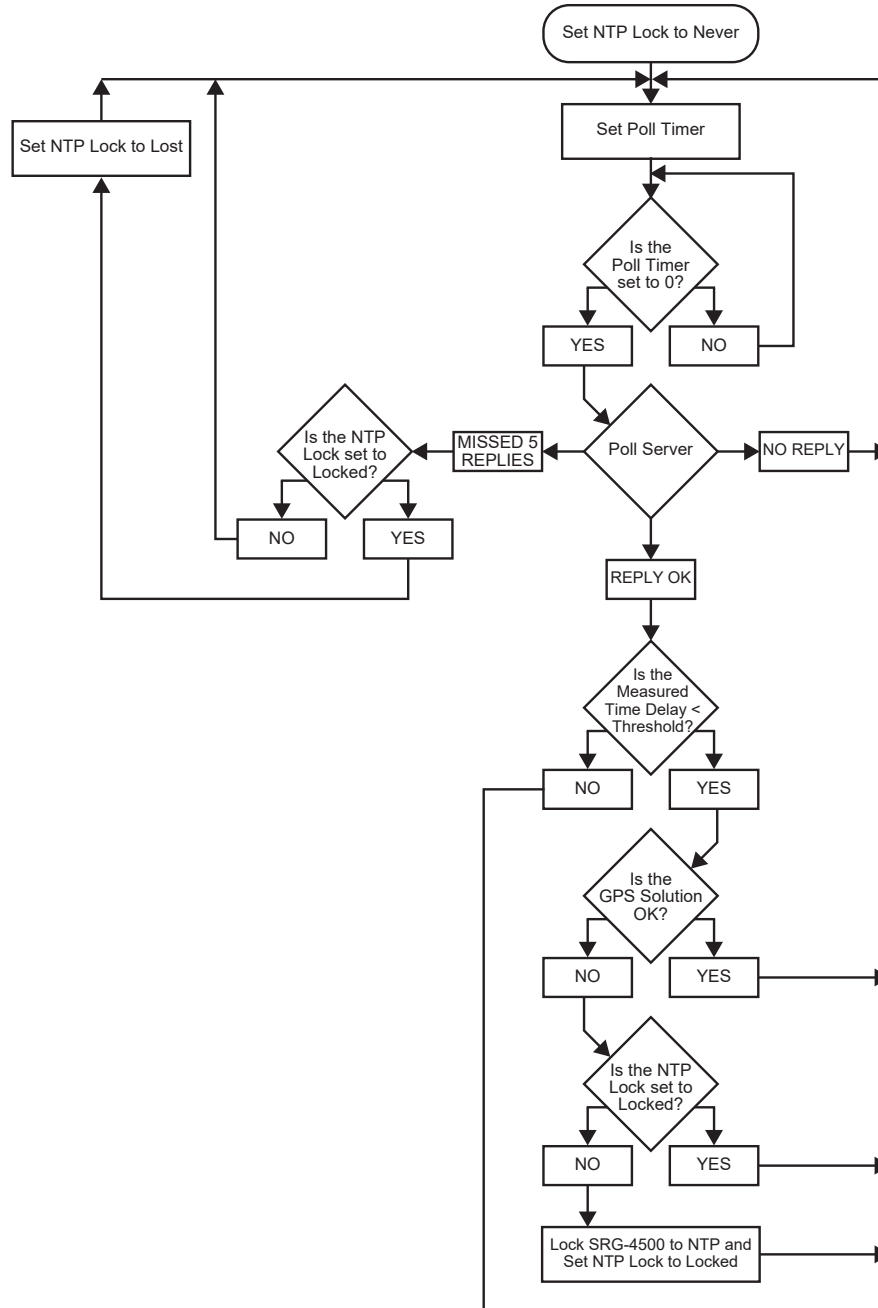 Set NTP Lock to Never
Set NTP Lock to Lost
Set Poll Timer
Is the
Poll Timer
set to 0?
YES
NO
Is the NTP
Lock set to
Locked?
MISSED 5
REPLIES
Poll Server
NO REPLY
NO
YES
REPLY OK
Is the
Measured
Time Delay <
Threshold?
NO
YES
Is the
GPS Solution
OK?
NO
YES
Is the NTP
Lock set to
Locked?
NO
YES
Lock SRG-4500 to NTP and
Set NTP Lock to Locked